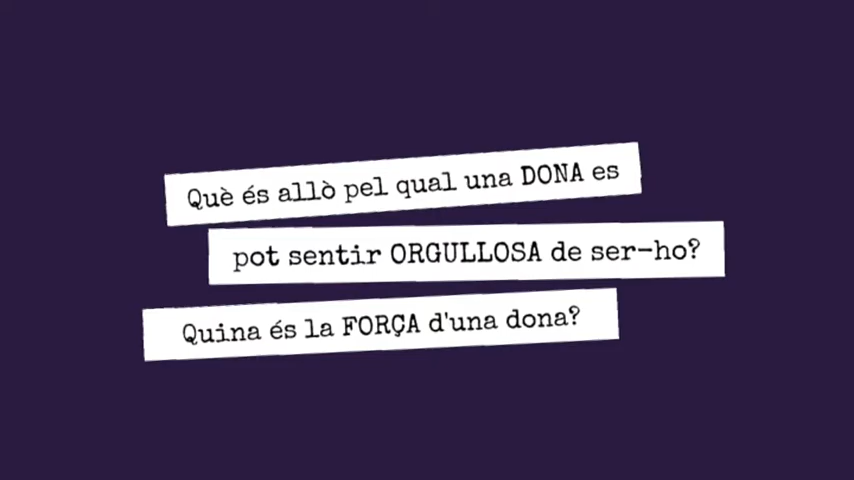 Què és allò pel qual una DONA es
pot sentir ORGULLOSA de ser-ho?
Quina és la FORÇA d'una dona?